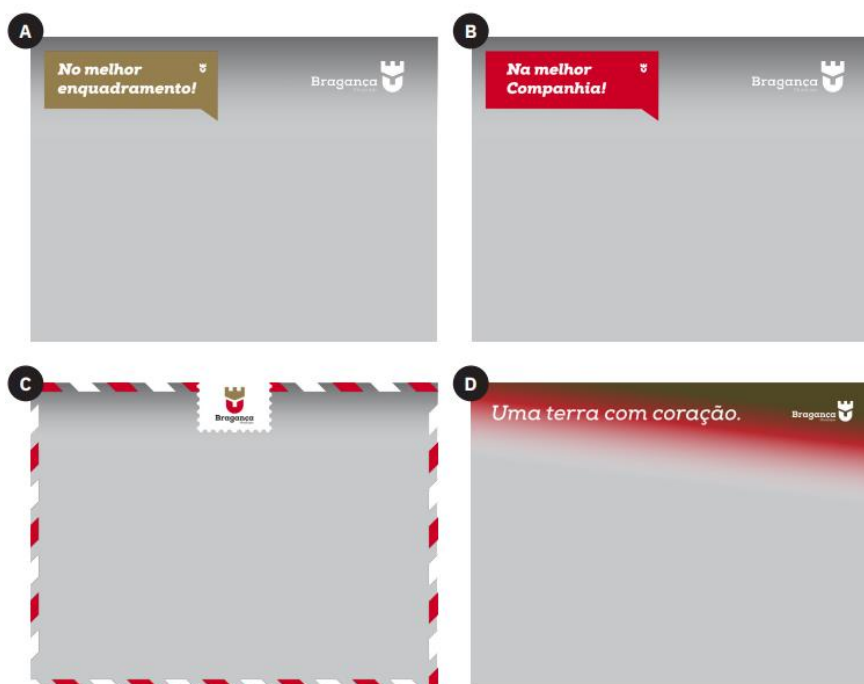 A
No melhor
enquadramento!
Bragança
B
Na melhor
Companhia!
Bragança
C
Bragança
D
Uma terra com coração.
Bragança